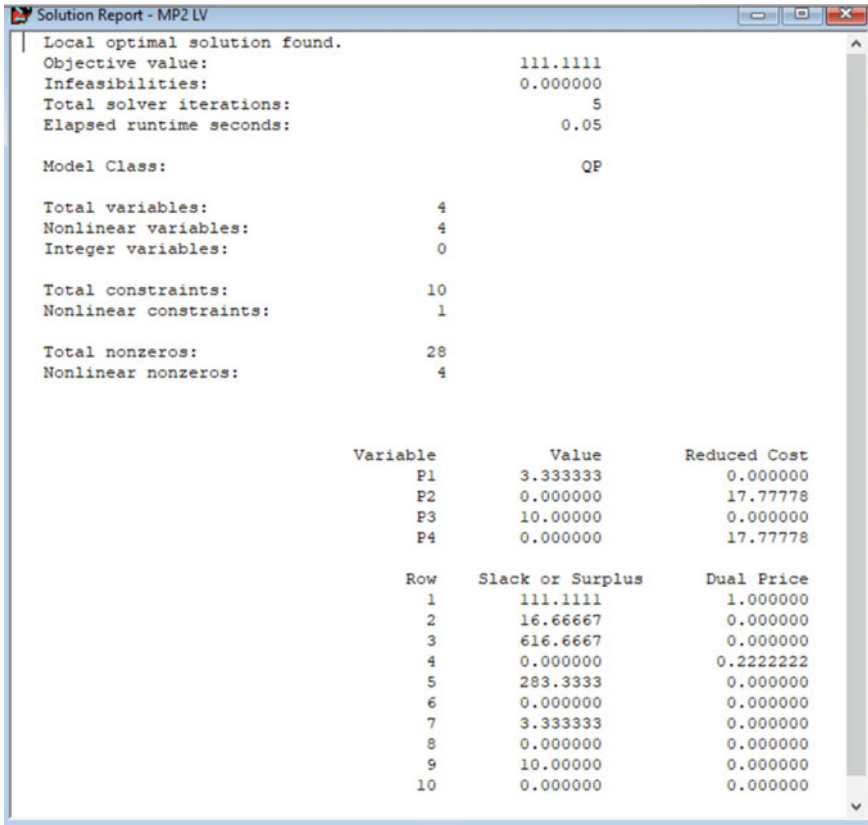 Solution Report - MP2 LV
Local optimal solution found.
Objective value: 111.1111
Infeasibilities: 0.000000
Total solver iterations: 5
Elapsed runtime seconds: 0.05
Model Class: QP
Total variables: 4
Nonlinear variables: 4
Integer variables: 0
Total constraints: 10
Nonlinear constraints: 1
Total nonzeros: 28
Nonlinear nonzeros: 4
Variable Value Reduced Cost
P1 3.333333 0.000000
P2 0.000000 17.77778
P3 10.00000 0.000000
P4 0.000000 17.77778
Row Slack or Surplus Dual Price
1 111.1111 1.000000
2 16.66667 0.000000
3 616.6667 0.000000
4 0.000000 0.2222222
5 283.3333 0.000000
6 0.000000 0.000000
7 3.333333 0.000000
8 0.000000 0.000000
9 10.00000 0.000000
10 0.000000 0.000000